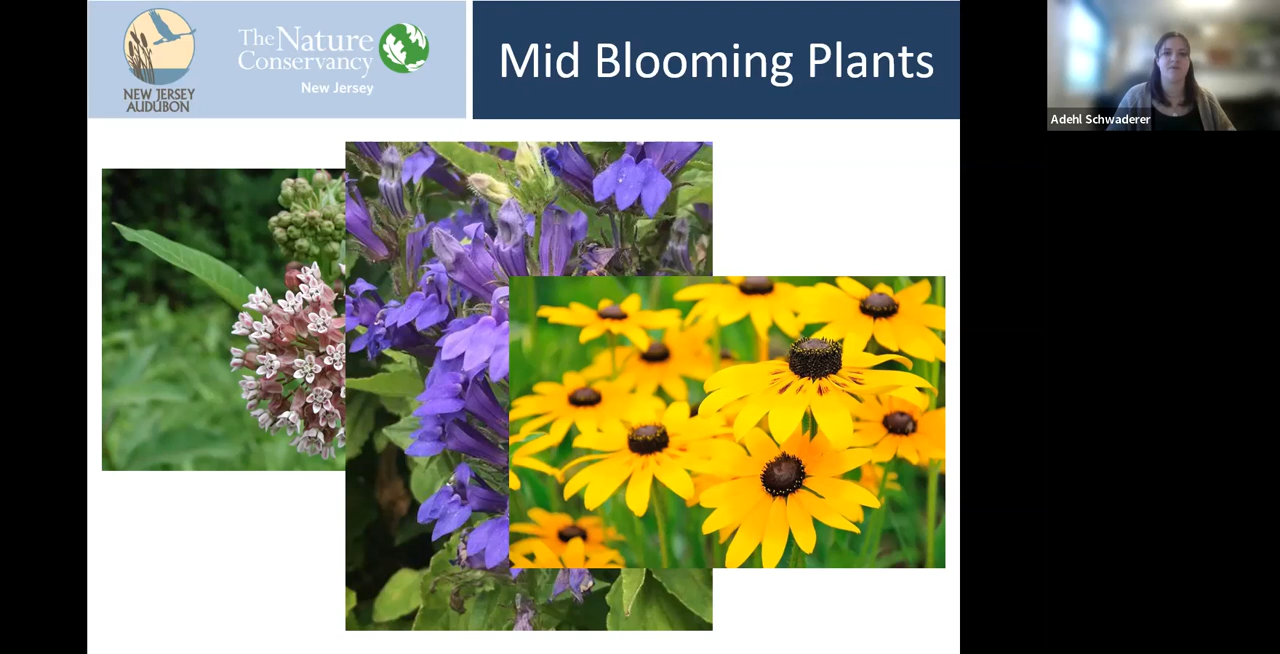 NEW JERSEY
AUDUBON
The Nature
Conservancy
New Jersey
Mid Blooming Plants
Adehl Schwaderer